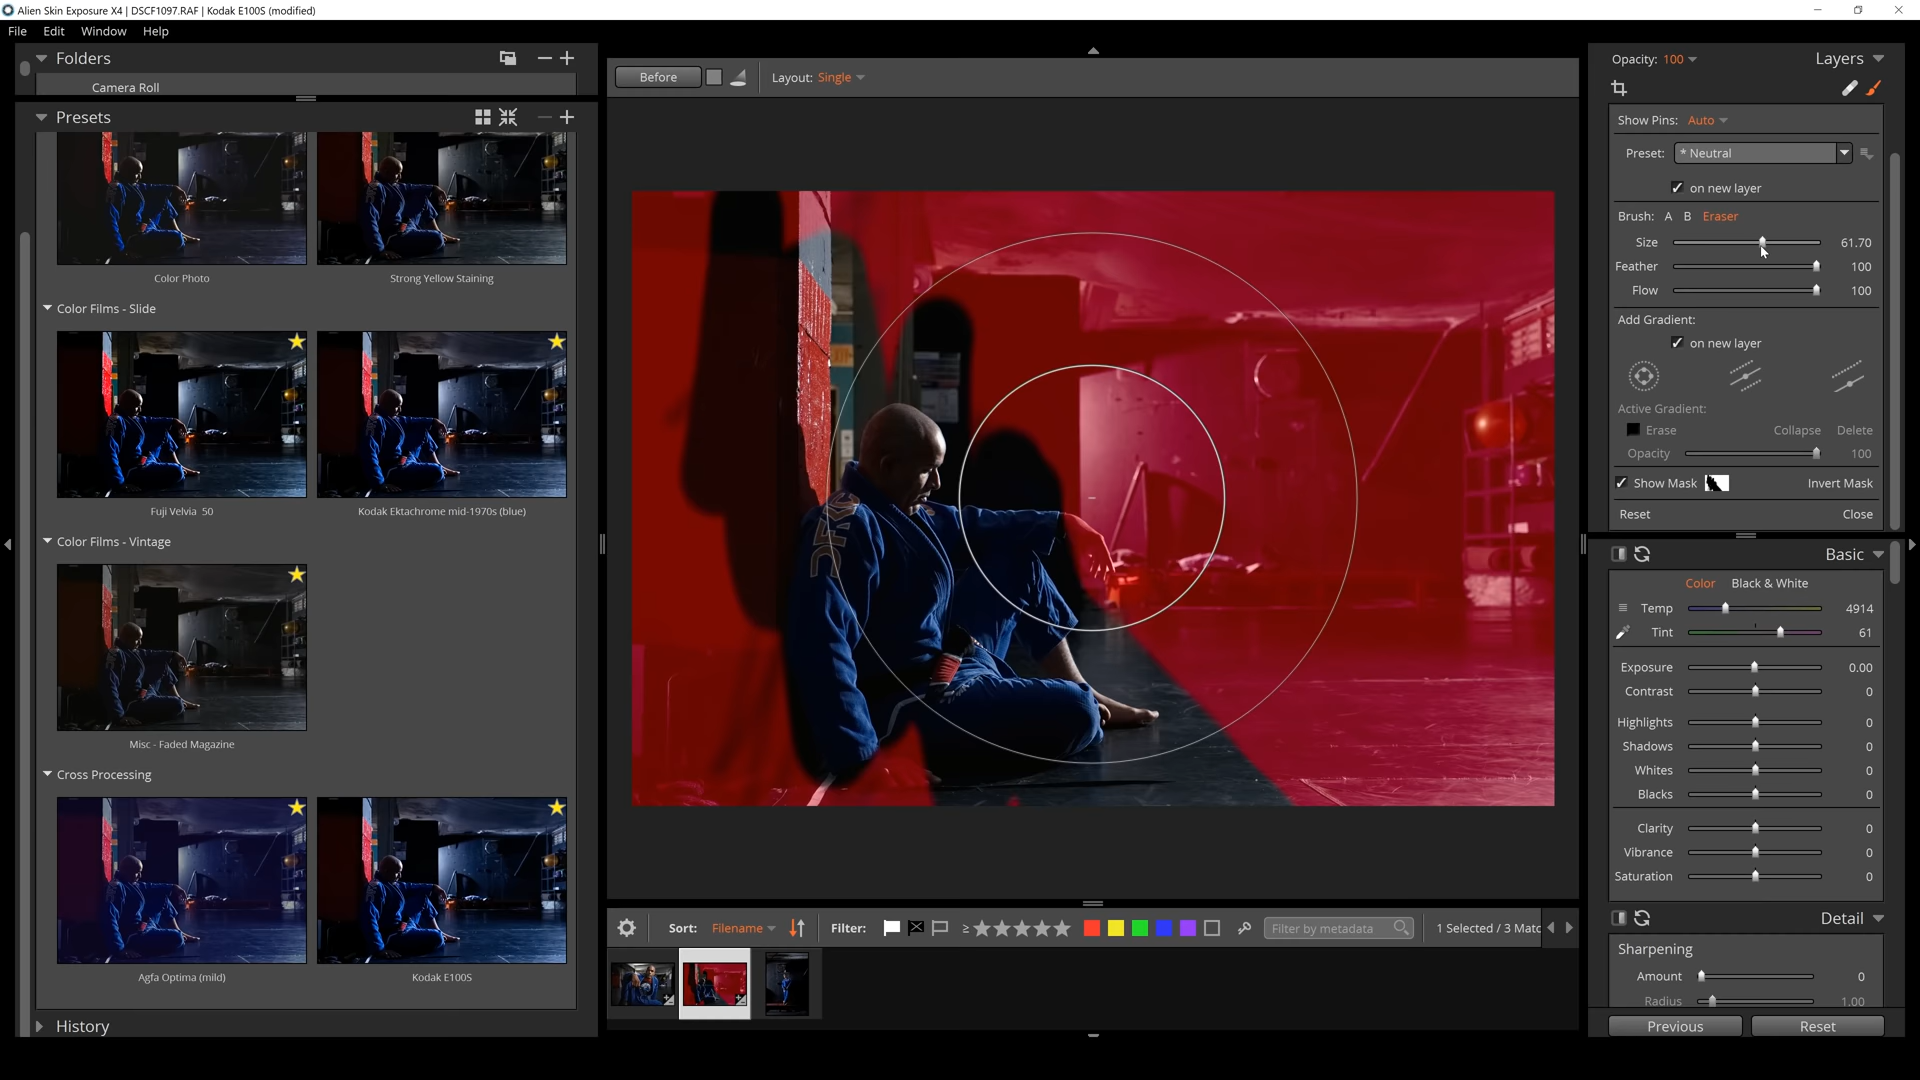 Alien Skin Exposure X4 | DSCF1097.RAF | Kodak E100S (modified)
File Edit Window Help
Folders
Camera Roll
Presets
Color Photo
Strong Yellow Staining
Color Films - Slide
Fuji Velvia 50
Kodak Ektachrome mid-1970s (blue)
Color Films - Vintage
Misc - Faded Magazine
Cross Processing
Agfa Optima (mild)
Kodak E100S
History
Before
Layout: Single
Sort: Filename
Filter:
≥
Filter by metadata
1 Selected / 3 Matc
Opacity: 100
Layers
Show Pins: Auto
Preset: * Neutral
on new layer
Brush: A B Eraser
Size 61.70
Feather 100
Flow 100
Add Gradient:
on new layer
Active Gradient:
Erase Collapse Delete
Opacity 100
Show Mask Invert Mask
Reset Close
Basic
Color Black & White
Temp 4914
Tint 61
Exposure 0.00
Contrast 0
Highlights 0
Shadows 0
Whites 0
Blacks 0
Clarity 0
Vibrance 0
Saturation 0
Detail
Sharpening
Amount 0
Radius 1.00
Previous Reset